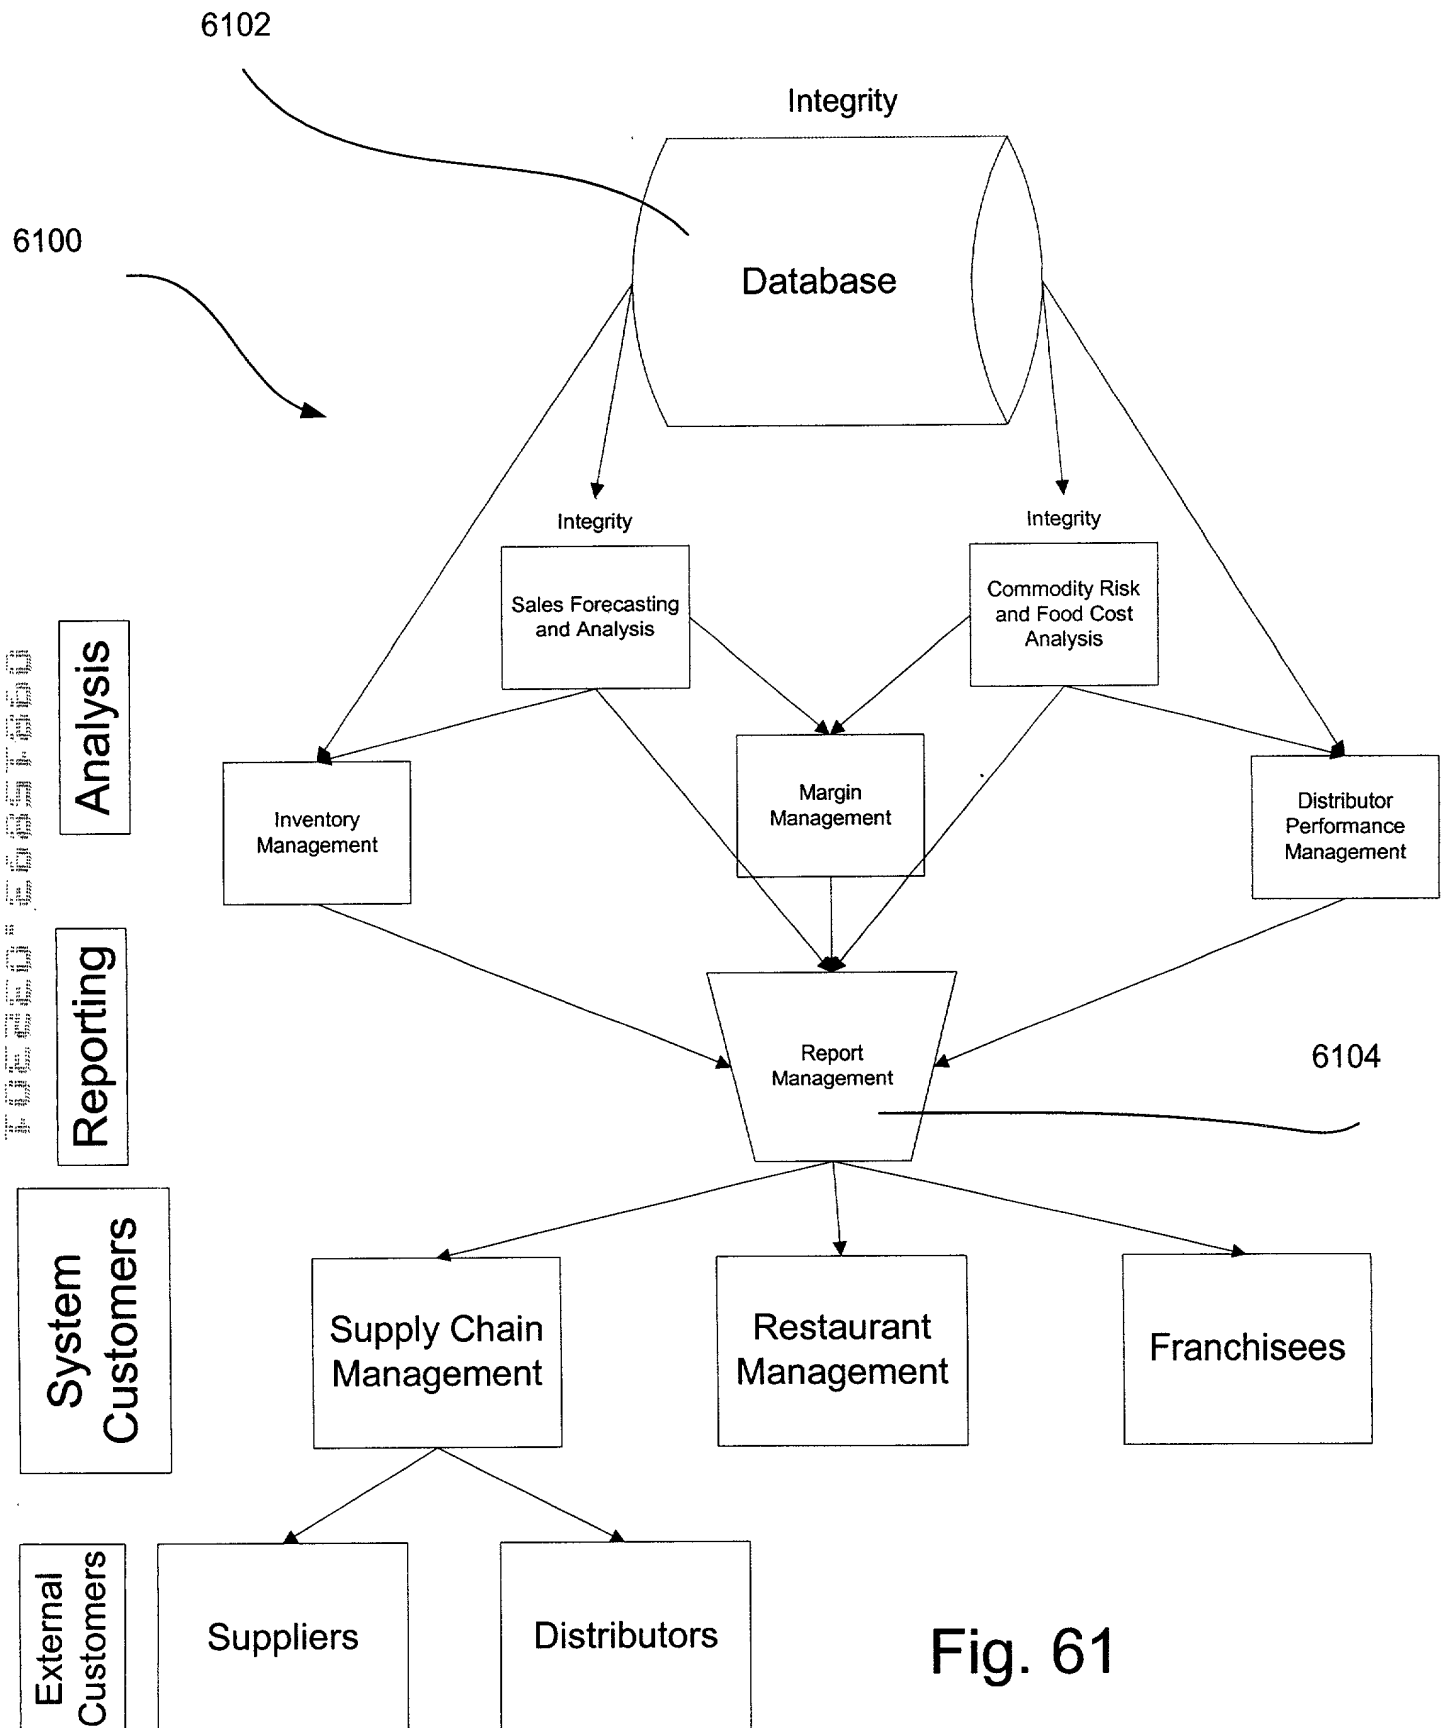 6102
Integrity
6100
Database
Integrity
Integrity
Sales Forecasting
and Analysis
Commodity Risk
and Food Cost
Analysis
Analysis
Inventory
Management
Margin
Management
Distributor
Performance
Management
Reporting
Report
Management
6104
System
Customers
Supply Chain
Management
Restaurant
Management
Franchisees
External
Customers
Suppliers
Distributors
Fig. 61